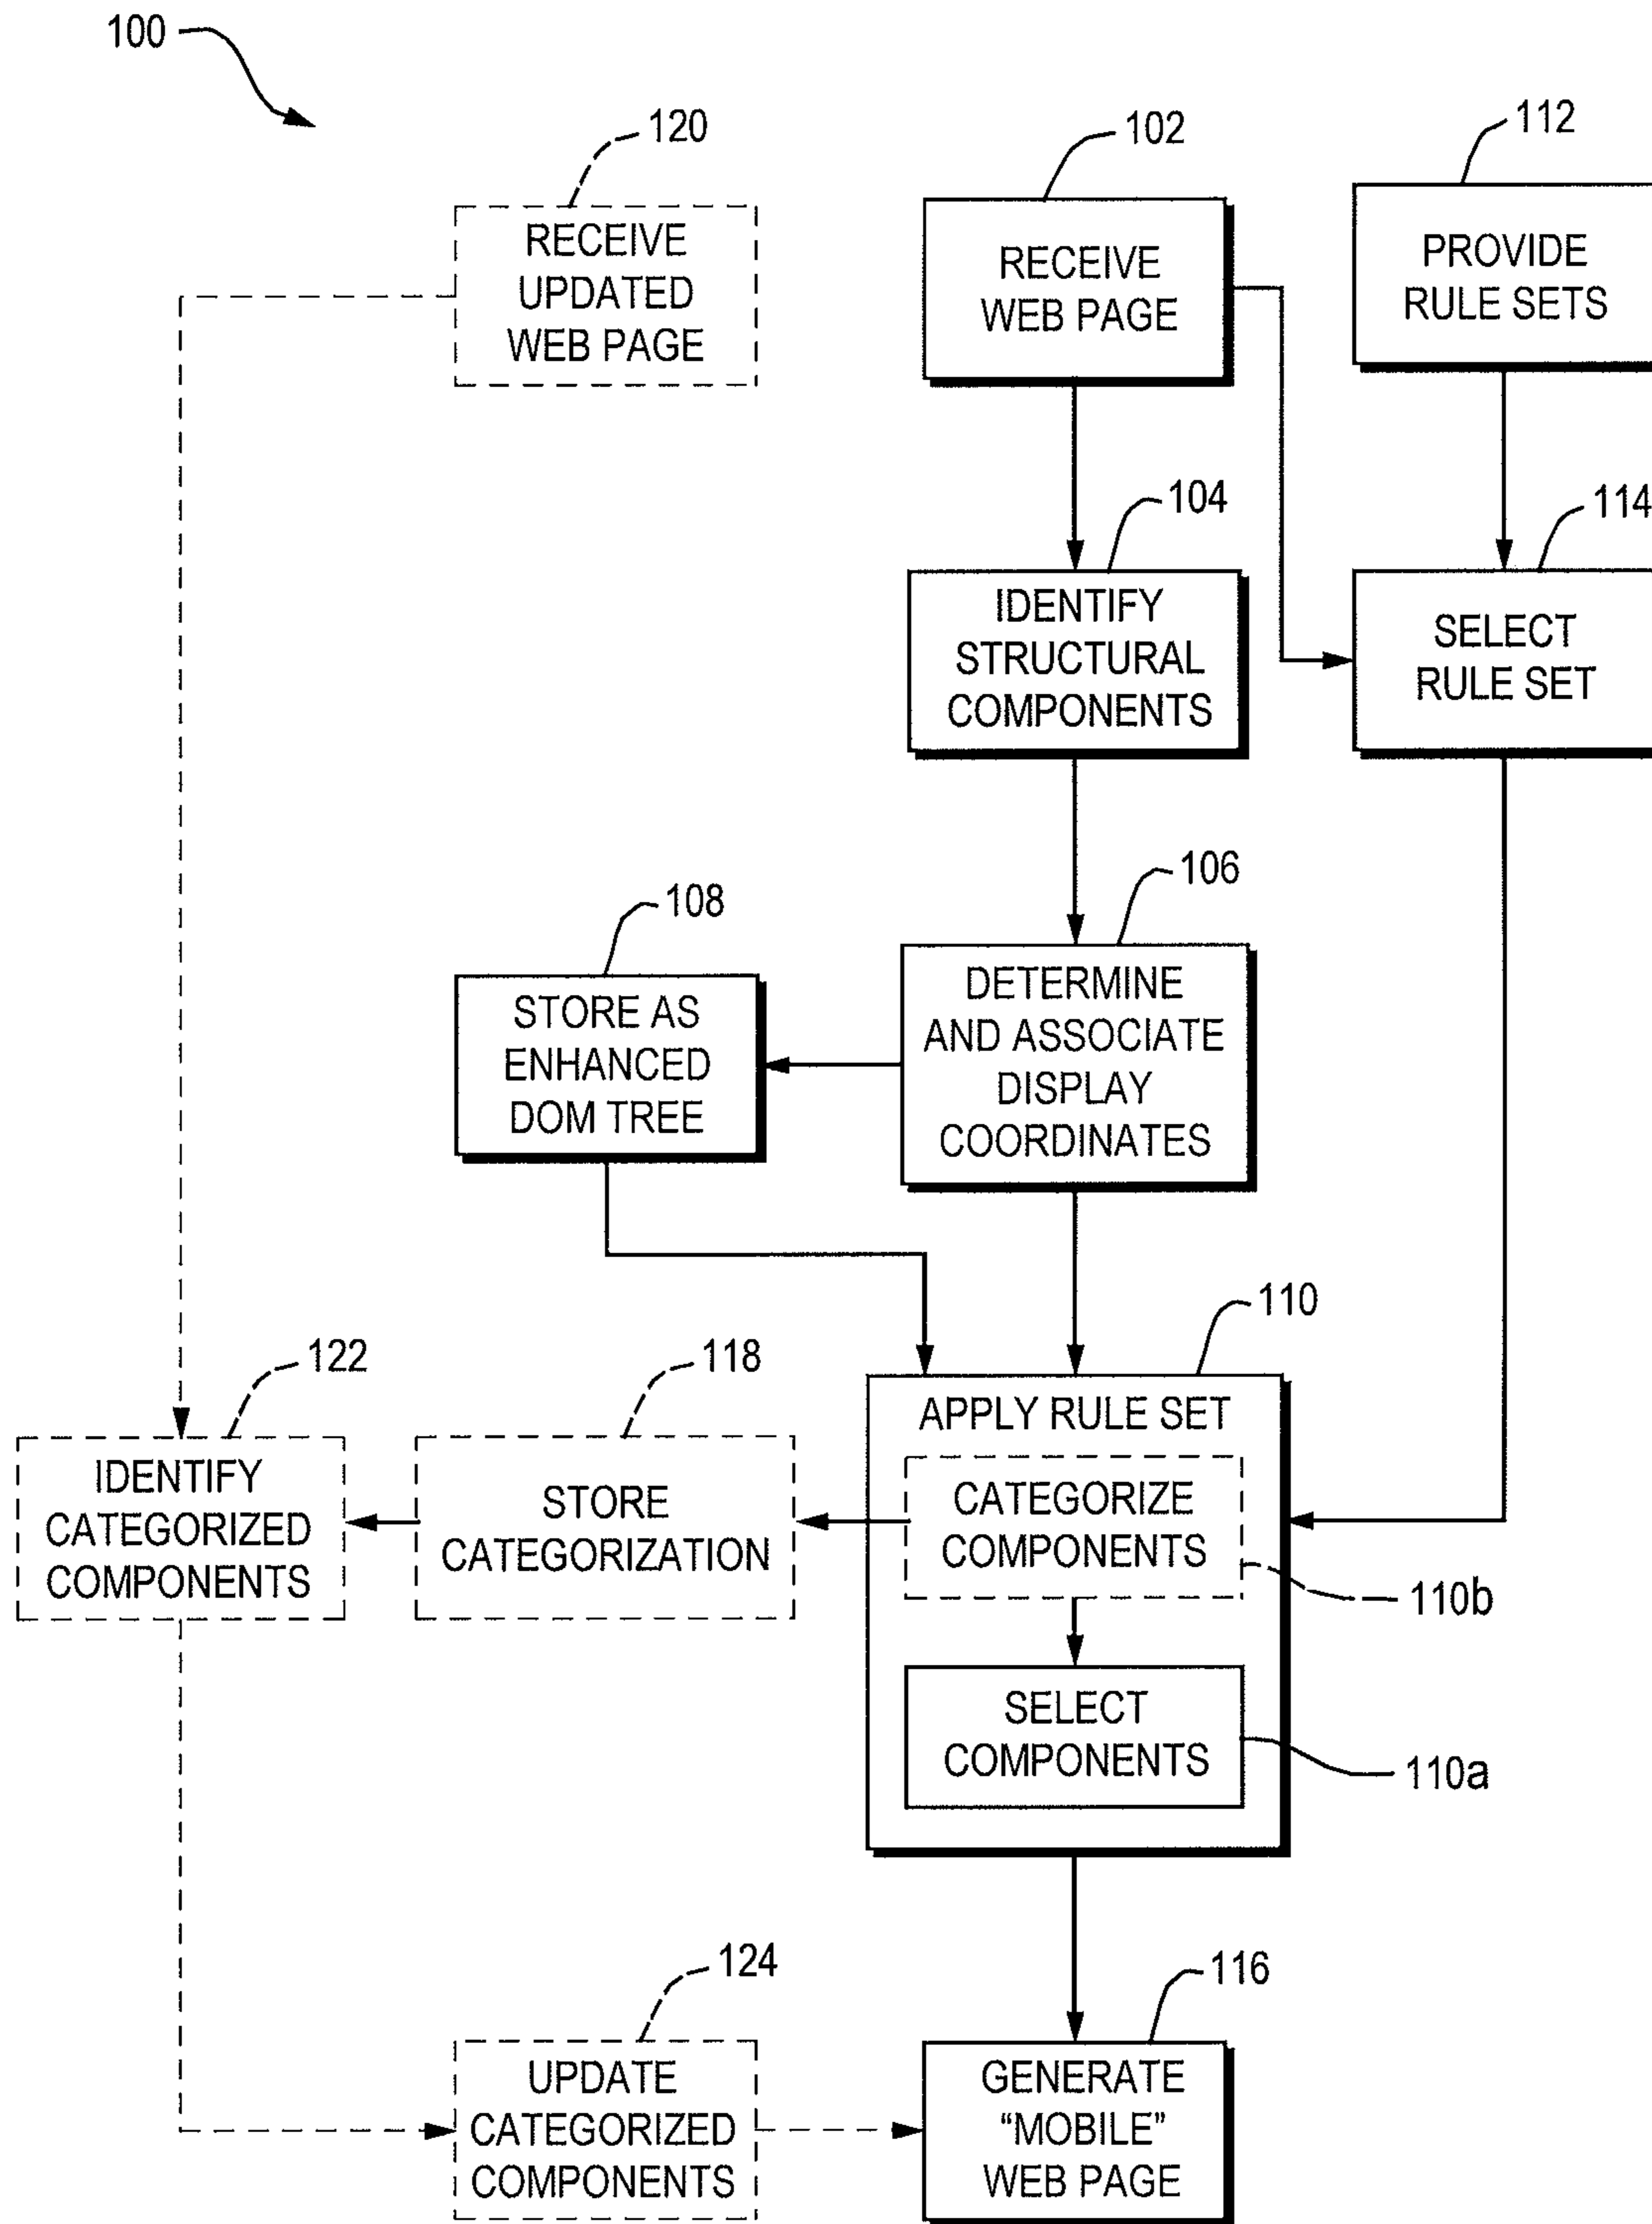 100
120
102
112
RECEIVE
UPDATED
WEB PAGE
RECEIVE
WEB PAGE
PROVIDE
RULE SETS
104
114
IDENTIFY
STRUCTURAL
COMPONENTS
SELECT
RULE SET
106
108
DETERMINE
AND ASSOCIATE
DISPLAY
COORDINATES
STORE AS
ENHANCED
DOM TREE
110
122
118
APPLY RULE SET
IDENTIFY
CATEGORIZED
COMPONENTS
STORE
CATEGORIZATION
CATEGORIZE
COMPONENTS
110b
SELECT
COMPONENTS
110a
124
116
UPDATE
CATEGORIZED
COMPONENTS
GENERATE
“MOBILE”
WEB PAGE